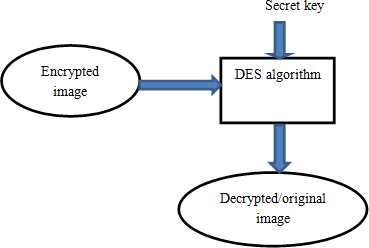 Secret key
Encrypted
image
DES algorithm
Decrypted/original
image